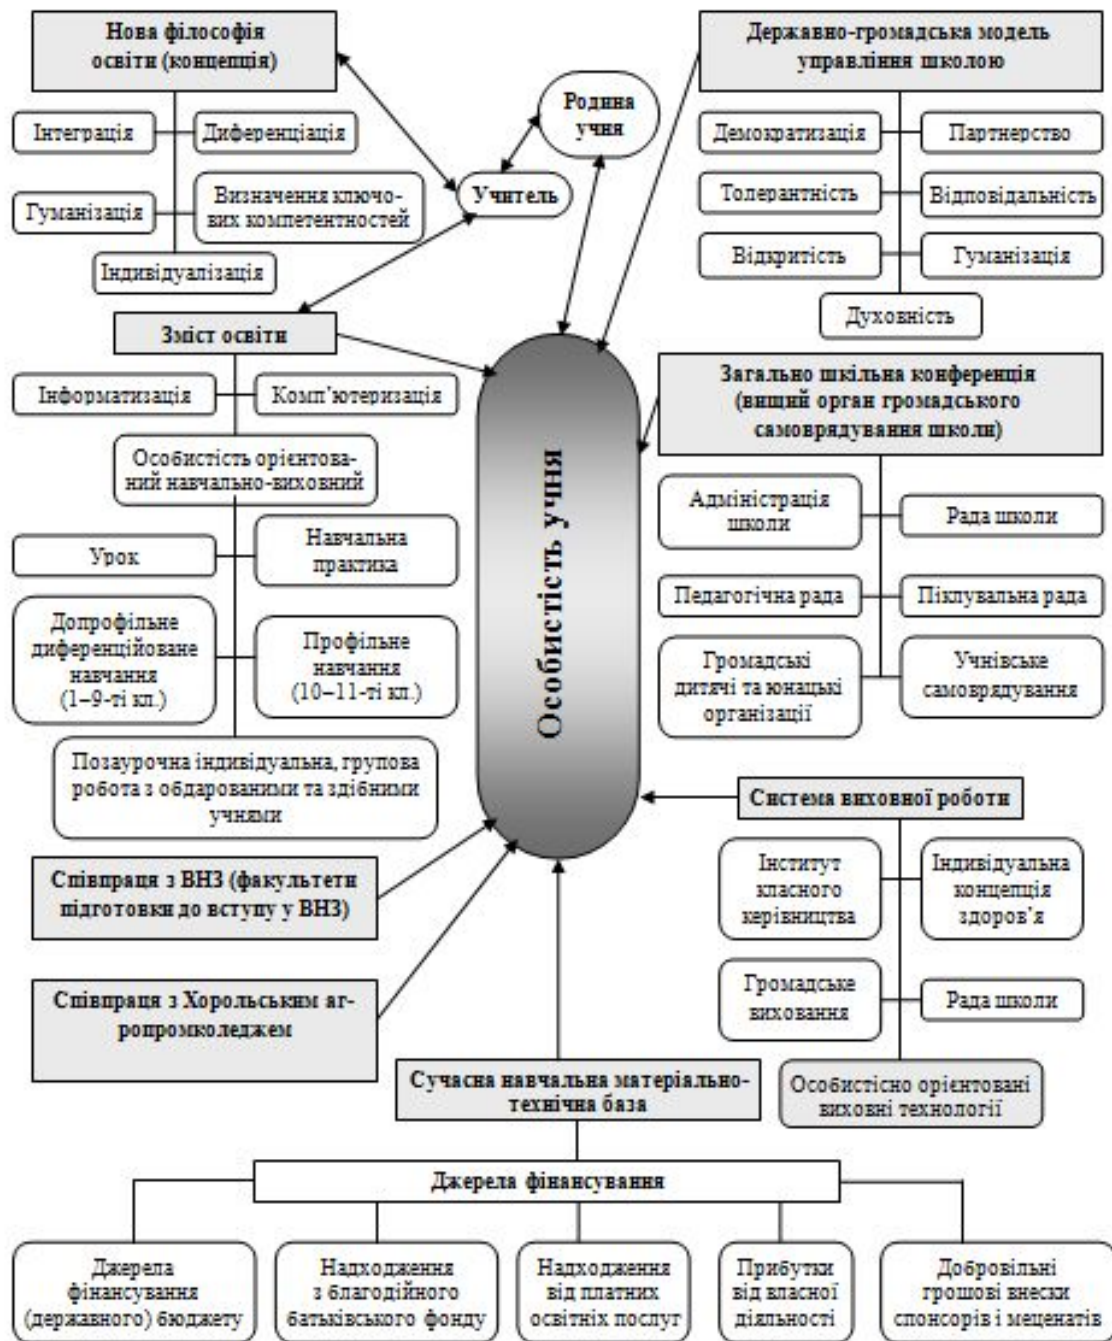 Нова філософія
освіти (концепція)
Інтеграція
Диференціація
Гуманізація
Визначення ключо-
вих компетентностей
Індивідуалізація
Родина
учня
Учитель
Державно-громадська модель
управління школою
Демократизація
Партнерство
Толерантність
Відповідальність
Відкритість
Гуманізація
Духовність
Зміст освіти
Інформатизація
Комп’ютеризація
Особистість орієнтова-
ний навчально-виховний
Урок
Навчальна
практика
Допрофільне
диференційоване
навчання
(1–9-ті кл.)
Профільне
навчання
(10–11-ті кл.)
Позаурочна індивідуальна, групова
робота з обдарованими та здібними
учнями
Особистість учня
Загально шкільна конференція
(вищий орган громадського
самоврядування школи)
Адміністрація
школи
Рада школи
Педагогічна рада
Піклувальна рада
Громадські
дитячі та юнацькі
організації
Учнівське
самоврядування
Система виховної роботи
Інститут
класного
керівництва
Індивідуальна
концепція
здоров’я
Громадське
виховання
Рада школи
Особистісно орієнтовані
виховні технології
Співпраця з ВНЗ (факультети
підготовки до вступу у ВНЗ)
Співпраця з Хорольським аг-
ропромколеджем
Сучасна навчальна матеріально-
технічна база
Джерела фінансування
Джерела
фінансування
(державного) бюджету
Надходження
з благодійного
батьківського фонду
Надходження
від платних
освітніх послуг
Прибутки
від власної
діяльності
Добровільні
грошові внески
спонсорів і меценатів